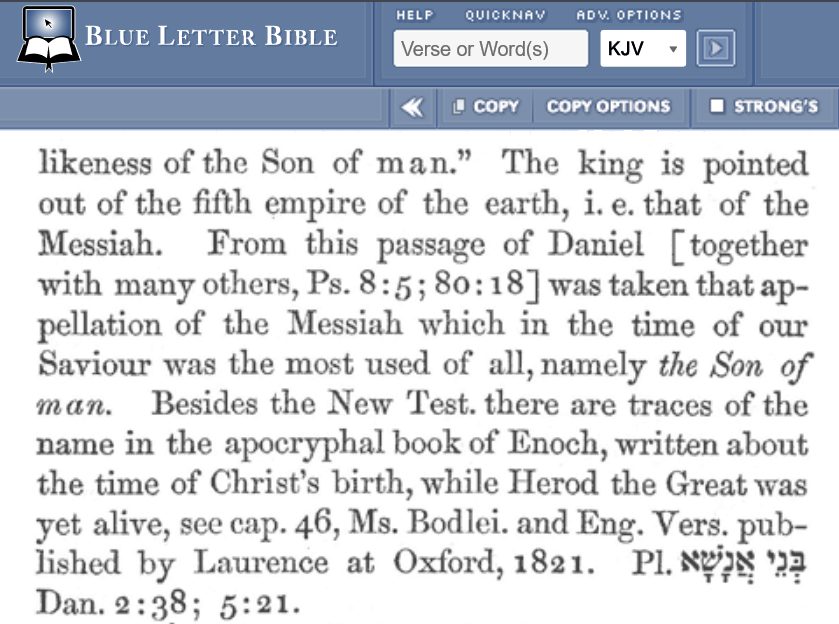 HELP QUICKNAV ADV. OPTIONS
BLUE LETTER BIBLE
Verse or Word(s) KJV
COPY COPY OPTIONS STRONG'S
likeness of the Son of man.” The king is pointed
out of the fifth empire of the earth, i. e. that of the
Messiah. From this passage of Daniel [together
with many others, Ps. 8:5; 80:18] was taken that ap-
pellation of the Messiah which in the time of our
Saviour was the most used of all, namely the Son of
man. Besides the New Test. there are traces of the
name in the apocryphal book of Enoch, written about
the time of Christ’s birth, while Herod the Great was
yet alive, see cap. 46, Ms. Bodlei. and Eng. Vers. pub-
lished by Laurence at Oxford, 1821. Pl. בְּנֵי אֲנָשָׁא
Dan. 2:38; 5:21.